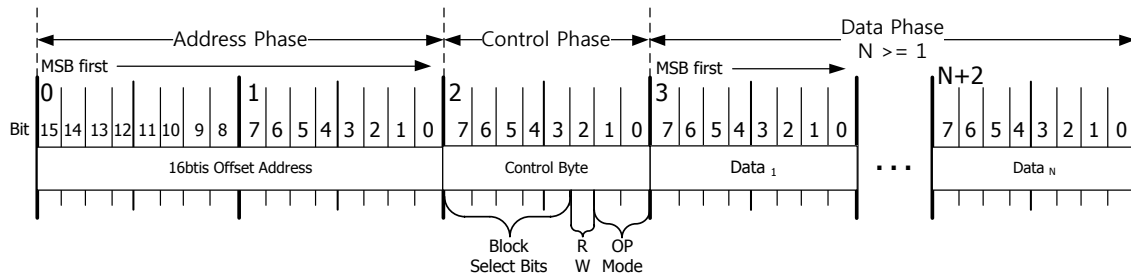 Address Phase Control Phase Data Phase
N >= 1
MSB first MSB first
0 1 2 3 N+2
Bit 15 14 13 12 11 10 9 8 7 6 5 4 3 2 1 0 7 6 5 4 3 2 1 0 7 6 5 4 3 2 1 0 7 6 5 4 3 2 1 0
16btis Offset Address Control Byte Data 1 ... Data N
Block R OP
Select Bits W Mode